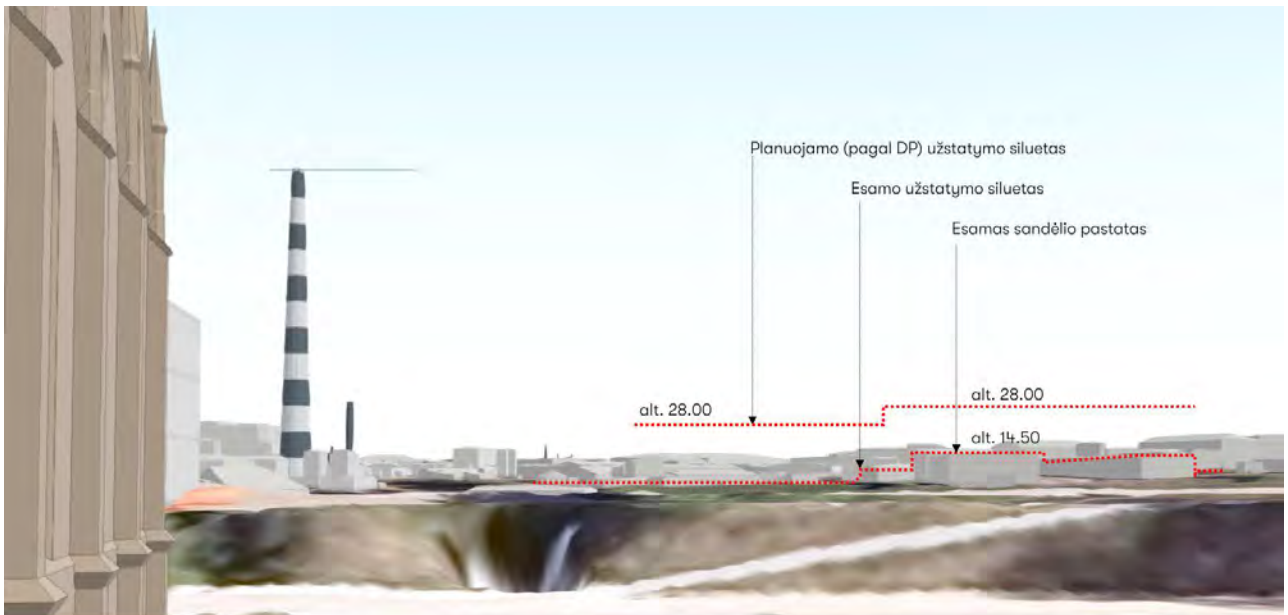 Planuojamo (pagal DP) užstatymo siluetas
Esamo užstatymo siluetas
Esamas sandėlio pastatas
alt. 28.00
alt. 28.00
alt. 14.50